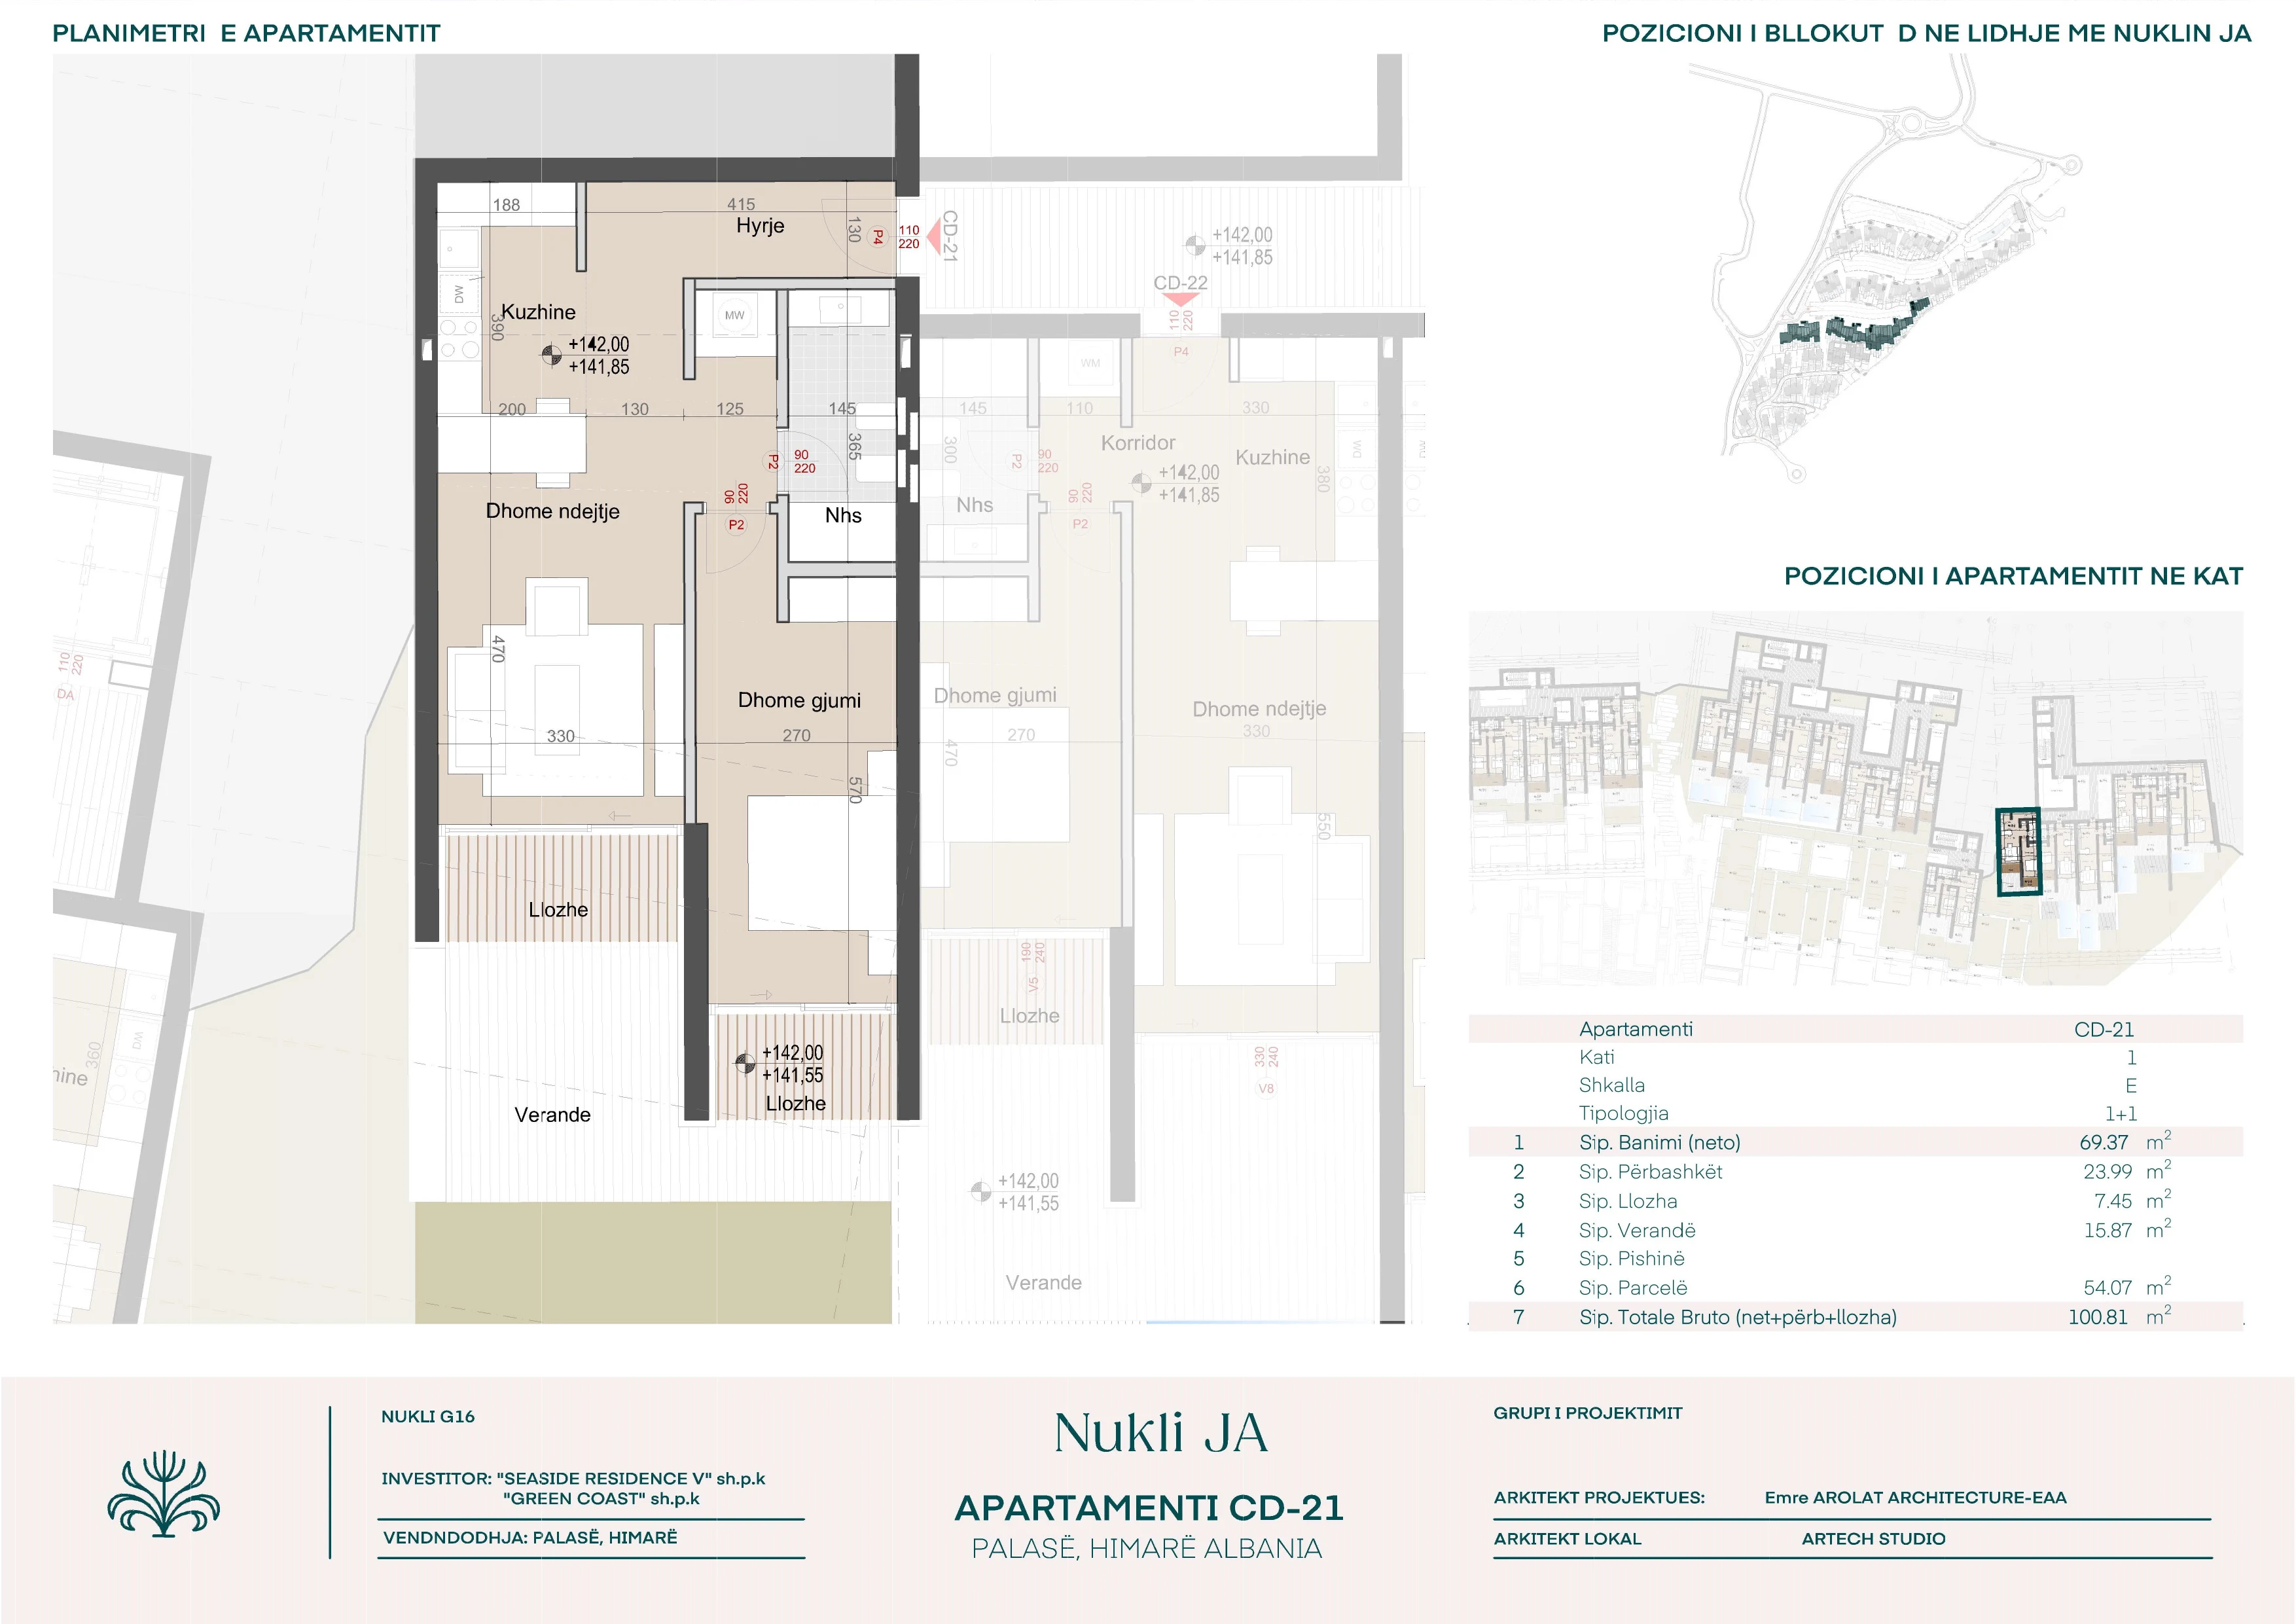 PLANIMETRI E APARTAMENTIT
POZICIONI I BLLOKUT D NE LIDHJE ME NUKLIN JA
188
415
Hyrje
130
P4
110
220
CD-21
+142,00
+141,85
CD-22
110
220
P4
DW
Kuzhine
390
+142,00
+141,85
MW
WM
200
130
125
145
365
145
110
330
300
Korridor
Kuzhine
380
DW
P2
90
220
P2
90
220
+142,00
+141,85
90
220
P2
90
220
P2
Dhome ndejtje
Nhs
Nhs
POZICIONI I APARTAMENTIT NE KAT
110
220
DA
470
Dhome gjumi
Dhome gjumi
Dhome ndejtje
330
270
270
330
470
570
550
Llozhe
190
240
V5
Llozhe
360
DW
+142,00
+141,55
Llozhe
330
240
V8
Verande
+142,00
+141,55
Verande
Apartamenti CD-21
Kati 1
Shkalla E
Tipologjia 1+1
1 Sip. Banimi (neto) 69.37 m²
2 Sip. Përbashkët 23.99 m²
3 Sip. Llozha 7.45 m²
4 Sip. Verandë 15.87 m²
5 Sip. Pishinë
6 Sip. Parcelë 54.07 m²
7 Sip. Totale Bruto (net+përb+llozha) 100.81 m²
NUKLI G16
INVESTITOR: "SEASIDE RESIDENCE V" sh.p.k
"GREEN COAST" sh.p.k
VENDNDODHJA: PALASË, HIMARË
Nukli JA
APARTAMENTI CD-21
PALASË, HIMARË ALBANIA
GRUPI I PROJEKTIMIT
ARKITEKT PROJEKTUES: Emre AROLAT ARCHITECTURE-EAA
ARKITEKT LOKAL ARTECH STUDIO